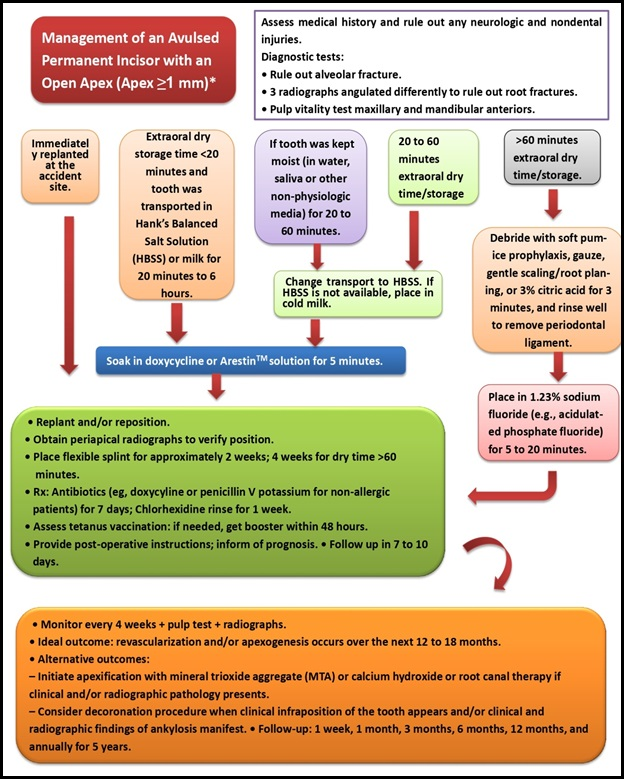 Management of an Avulsed
Permanent Incisor with an
Open Apex (Apex ≥1 mm)*
Assess medical history and rule out any neurologic and nondental
injuries.
Diagnostic tests:
• Rule out alveolar fracture.
• 3 radiographs angulated differently to rule out root fractures.
• Pulp vitality test maxillary and mandibular anteriors.
Immediatel
y replanted
at the
accident
site.
Extraoral dry
storage time <20
minutes and
tooth was
transported in
Hank's Balanced
Salt Solution
(HBSS) or milk for
20 minutes to 6
hours.
If tooth was kept
moist (in water,
saliva or other
non-physiologic
media) for 20 to
60 minutes.
20 to 60
minutes
extraoral dry
time/storage
>60 minutes
extraoral dry
time/storage.
Change transport to HBSS. If
HBSS is not available, place in
cold milk.
Debride with soft pum-
ice prophylaxis, gauze,
gentle scaling/root plan-
ing, or 3% citric acid for 3
minutes, and rinse well
to remove periodontal
ligament.
Soak in doxycycline or Arestin™ solution for 5 minutes.
Place in 1.23% sodium
fluoride (e.g., acidulat-
ed phosphate fluoride)
for 5 to 20 minutes.
• Replant and/or reposition.
• Obtain periapical radiographs to verify position.
• Place flexible splint for approximately 2 weeks; 4 weeks for dry time >60
minutes.
• Rx: Antibiotics (eg, doxycyline or penicillin V potassium for non-allergic
patients) for 7 days; Chlorhexidine rinse for 1 week.
• Assess tetanus vaccination: if needed, get booster within 48 hours.
• Provide post-operative instructions; inform of prognosis. • Follow up in 7 to 10
days.
• Monitor every 4 weeks + pulp test + radiographs.
• Ideal outcome: revascularization and/or apexogenesis occurs over the next 12 to 18 months.
• Alternative outcomes:
– Initiate apexification with mineral trioxide aggregate (MTA) or calcium hydroxide or root canal therapy if
clinical and/or radiographic pathology presents.
– Consider decoronation procedure when clinical infraposition of the tooth appears and/or clinical and
radiographic findings of ankylosis manifest. • Follow-up: 1 week, 1 month, 3 months, 6 months, 12 months, and
annually for 5 years.